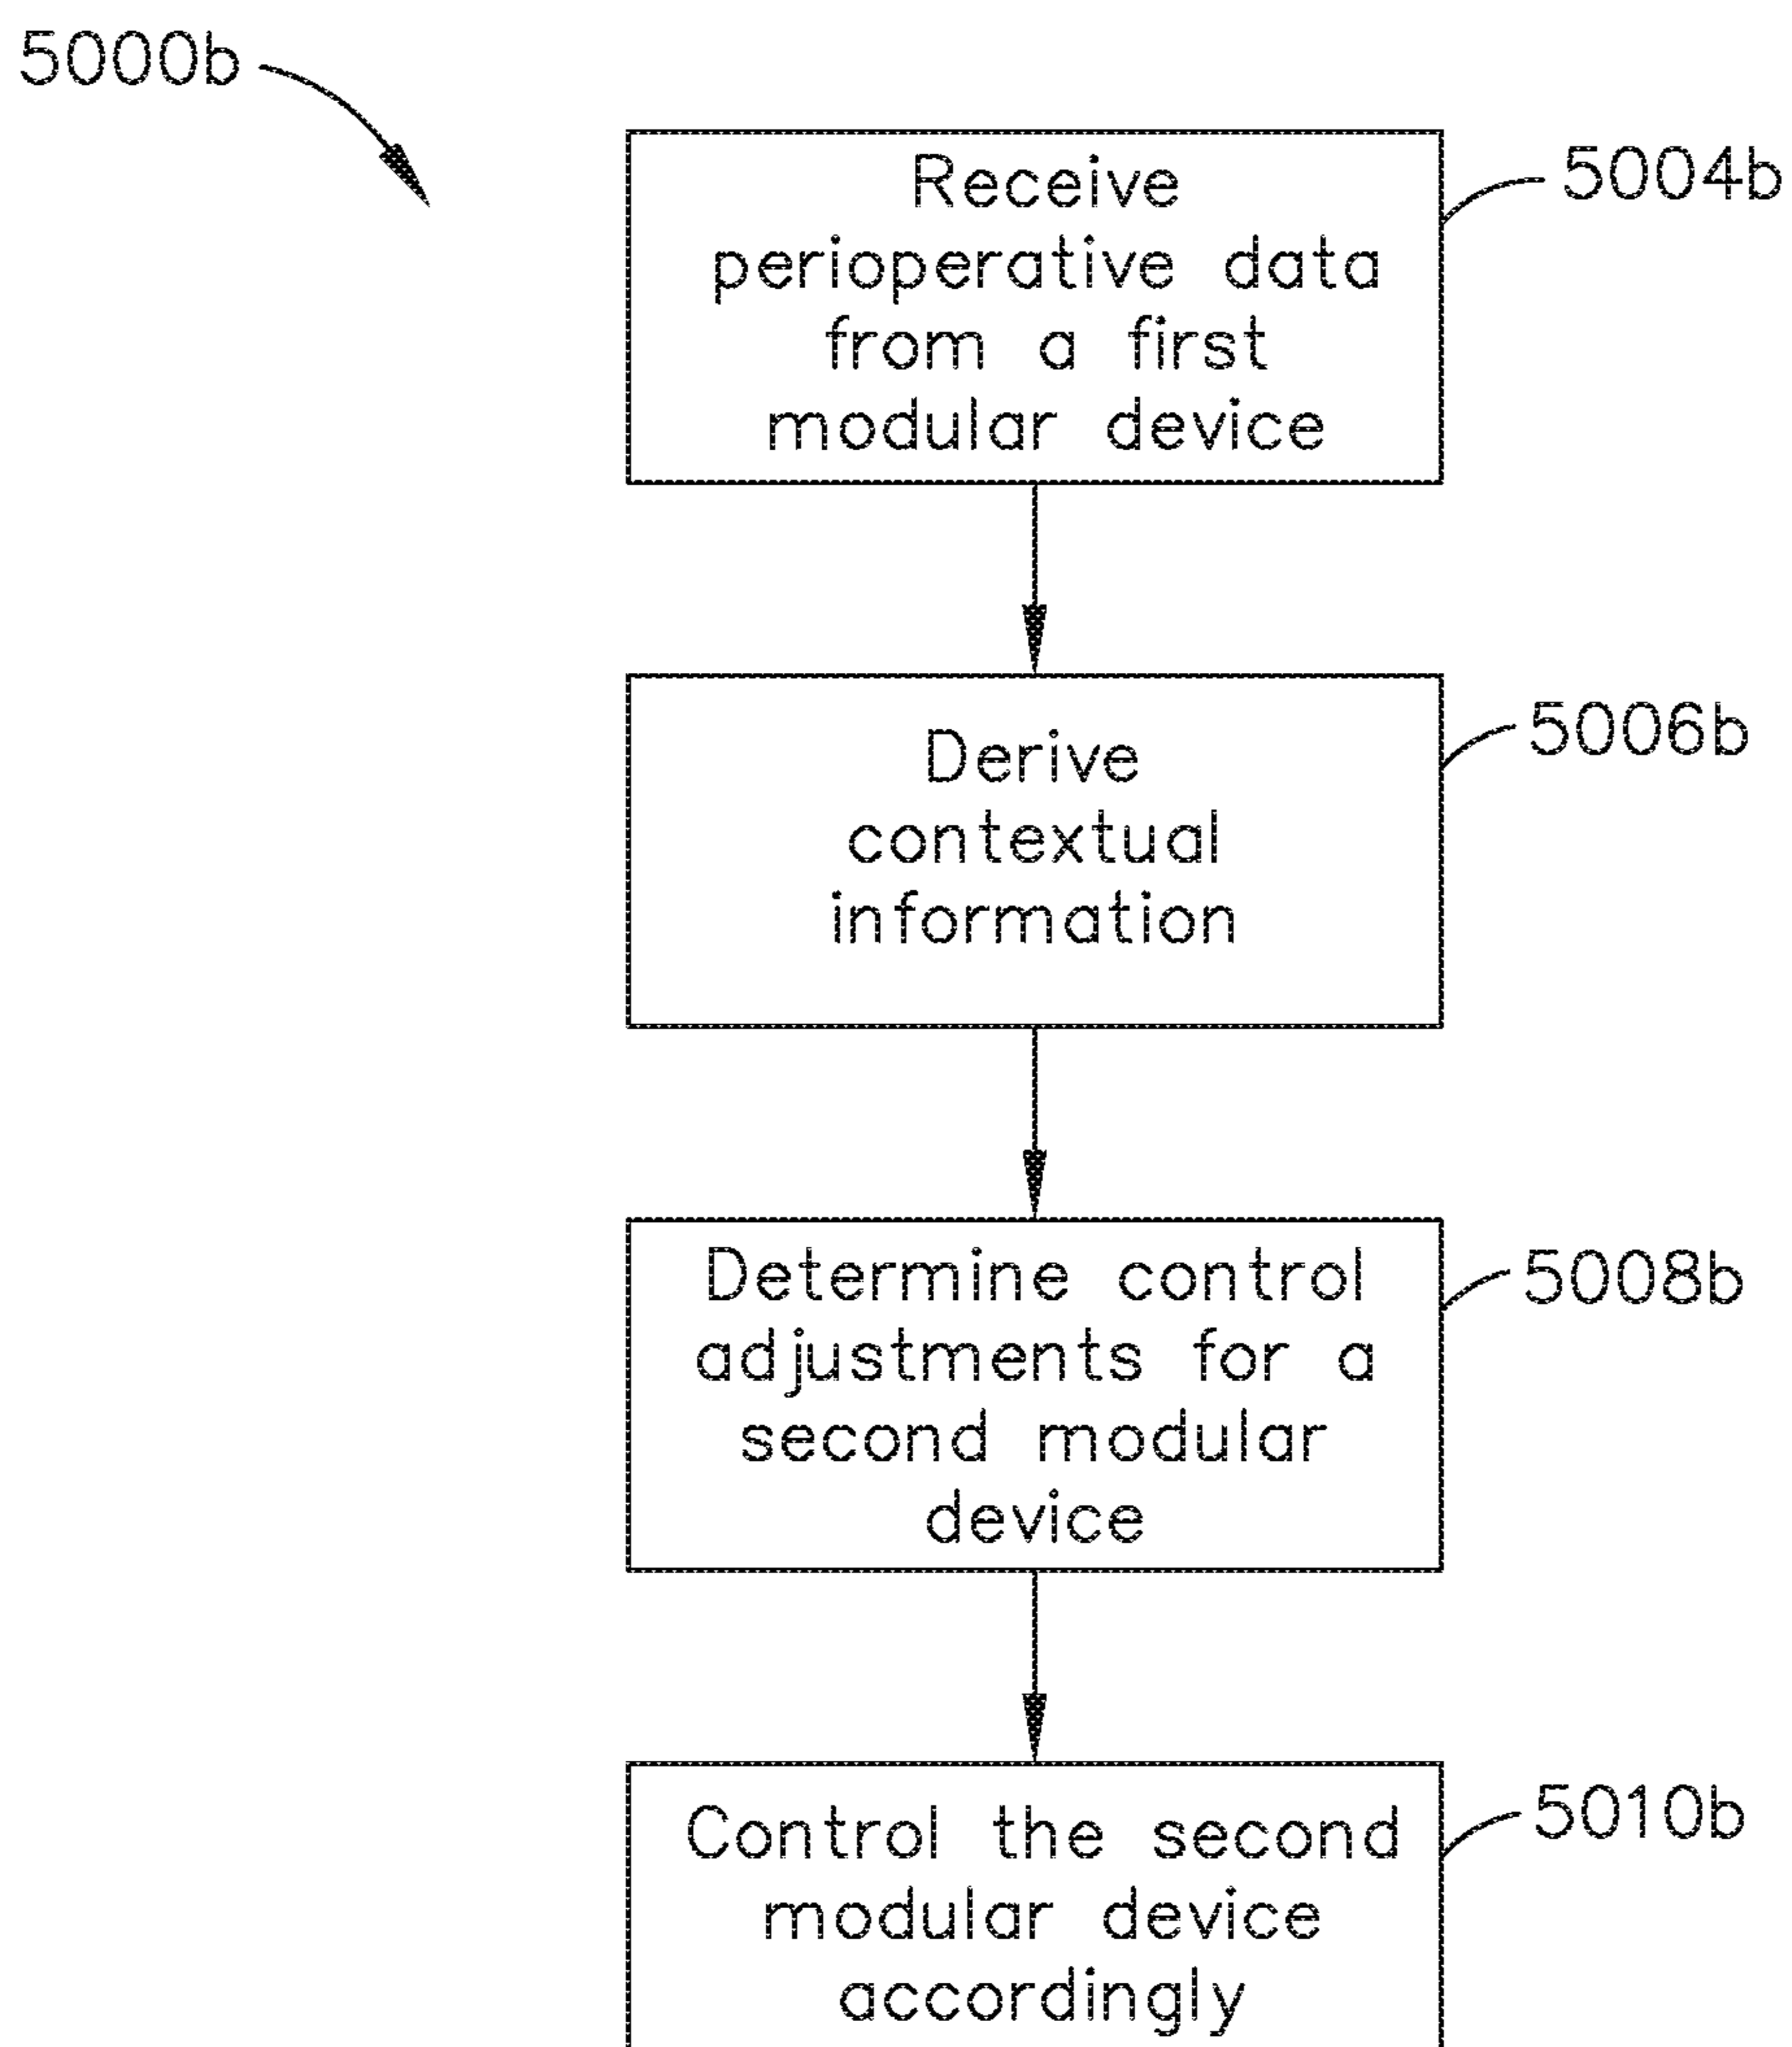 5000b
Receive
perioperative data
from a first
modular device
5004b
Derive
contextual
information
5006b
Determine control
adjustments for a
second modular
device
5008b
Control the second
modular device
accordingly
5010b